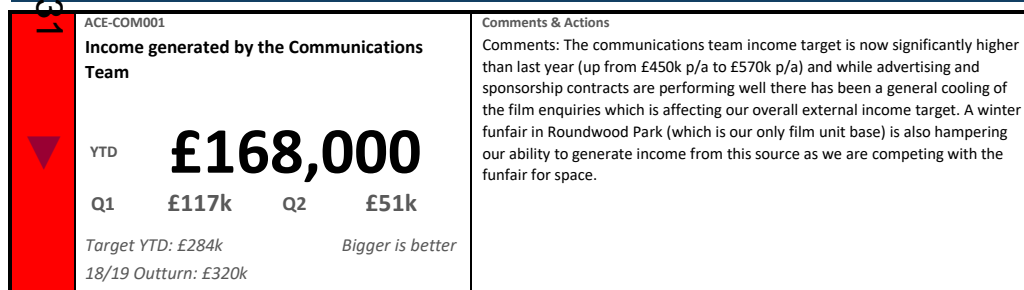 31
ACE-COM001
Income generated by the Communications
Team
YTD
£168,000
Q1 £117k Q2 £51k
Target YTD: £284k Bigger is better
18/19 Outturn: £320k
Comments & Actions
Comments: The communications team income target is now significantly higher
than last year (up from £450k p/a to £570k p/a) and while advertising and
sponsorship contracts are performing well there has been a general cooling of
the film enquiries which is affecting our overall external income target. A winter
funfair in Roundwood Park (which is our only film unit base) is also hampering
our ability to generate income from this source as we are competing with the
funfair for space.